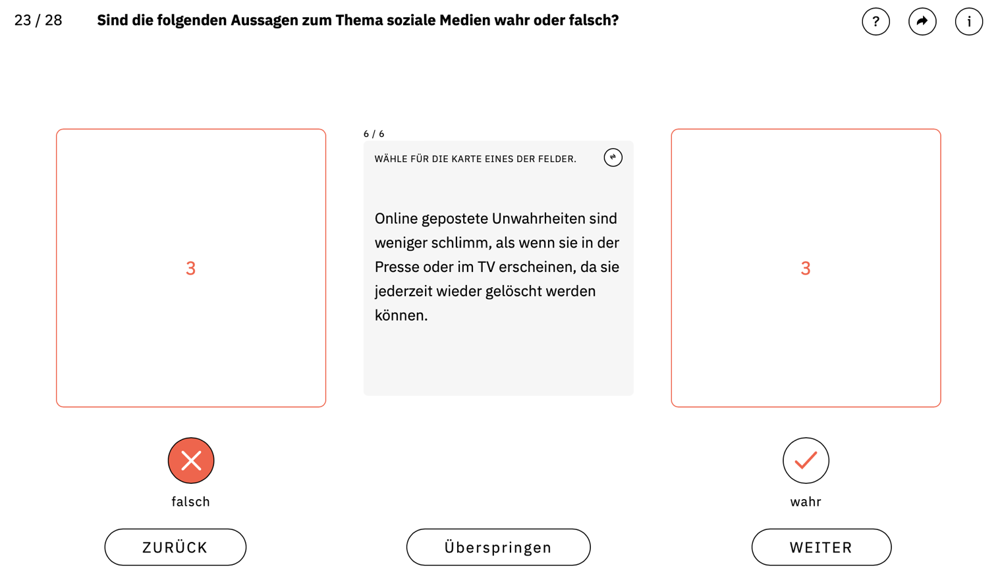 23 / 28
Sind die folgenden Aussagen zum Thema soziale Medien wahr oder falsch?
?
i
6 / 6
WÄHLE FÜR DIE KARTE EINES DER FELDER.
Online gepostete Unwahrheiten sind
weniger schlimm, als wenn sie in der
Presse oder im TV erscheinen, da sie
jederzeit wieder gelöscht werden
können.
3
3
falsch
wahr
ZURÜCK
Überspringen
WEITER